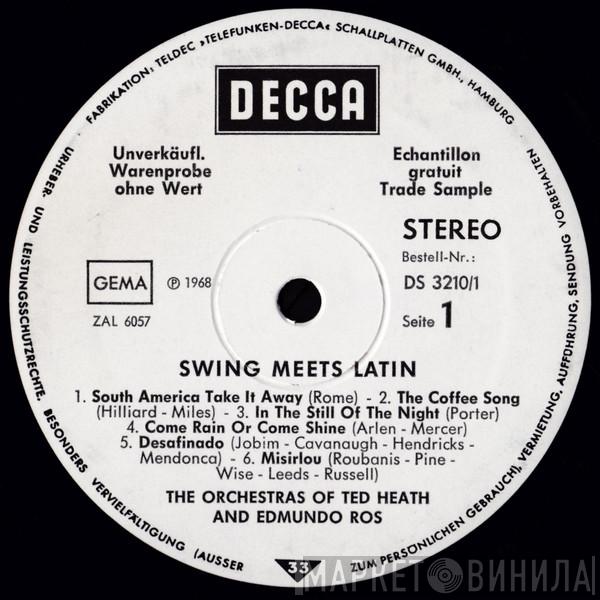 FABRIKATION: TELDEC »TELEFUNKEN-DECCA« SCHALLPLATTEN GMBH., HAMBURG
DECCA
Unverkäufl.
Warenprobe
ohne Wert
Echantillon
gratuit
Trade Sample
STEREO
Bestell-Nr.:
GEMA
℗ 1968
DS 3210/1
ZAL 6057
Seite 1
SWING MEETS LATIN
1. South America Take It Away (Rome) - 2. The Coffee Song
(Hilliard - Miles) - 3. In The Still Of The Night (Porter)
4. Come Rain Or Come Shine (Arlen - Mercer)
5. Desafinado (Jobim - Cavanaugh - Hendricks -
Mendonca) - 6. Misirlou (Roubanis - Pine -
Wise - Leeds - Russell)
THE ORCHESTRAS OF TED HEATH
AND EDMUNDO ROS
33
URHEBER- UND LEISTUNGSSCHUTZRECHTE. BESONDERS VERVIELFÄLTIGUNG (AUSSER ZUM PERSÖNLICHEN GEBRAUCH), VERMIETUNG, AUFFÜHRUNG, SENDUNG VORBEHALTEN
МАРКЕТ ВИНИЛА